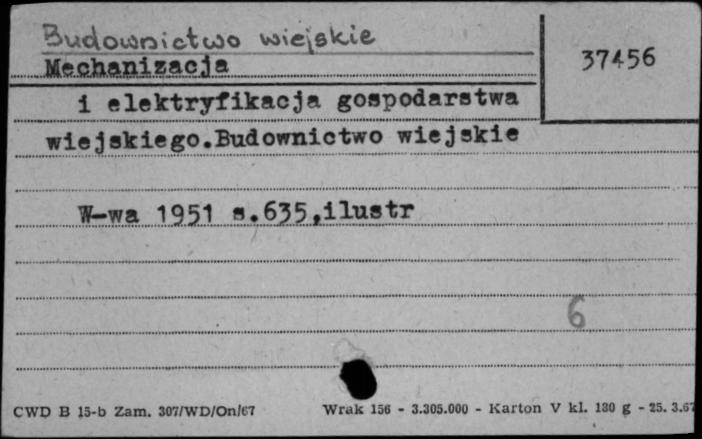 Budownictwo wiejskie
37456
Mechanizacja
i elektryfikacja gospodarstwa
wiejskiego.Budownictwo wiejskie
W-wa 1951 s.635,ilustr
6
CWD B 15-b Zam. 307/WD/On/67 Wrak 156 - 3.305.000 - Karton V kl. 180 g - 25. 3.67